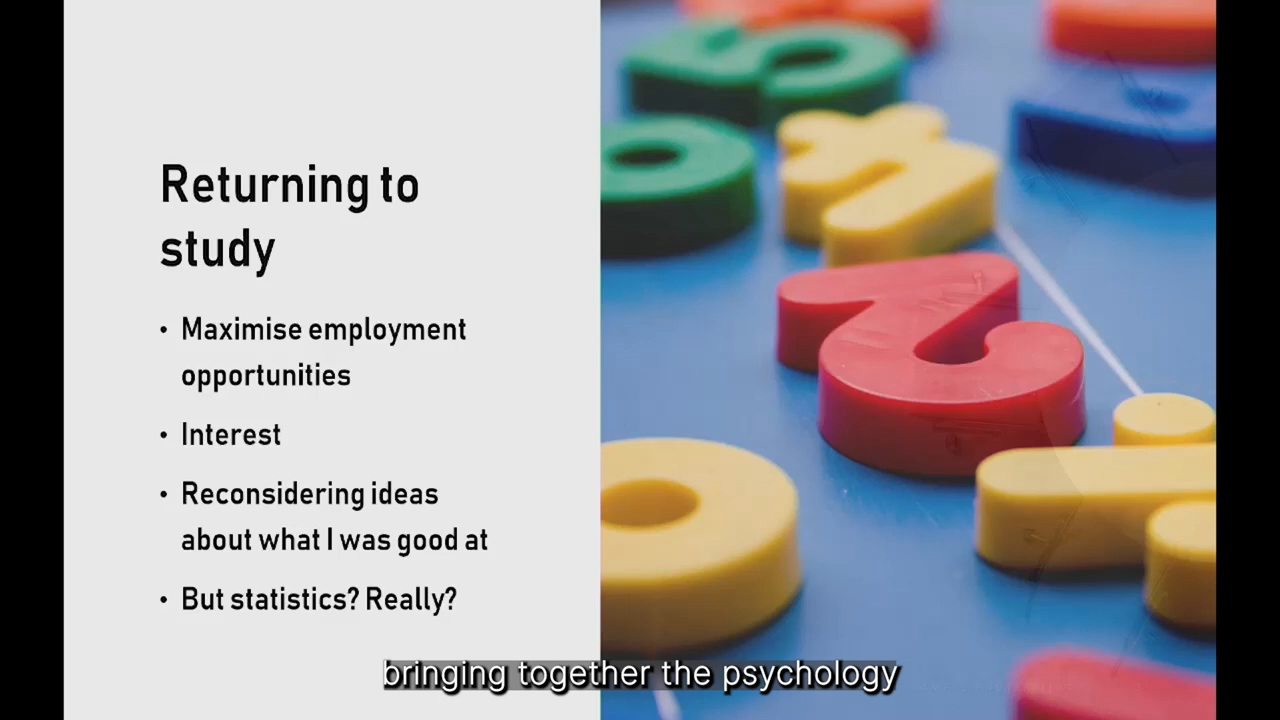 Returning to
study
• Maximise employment
opportunities
• Interest
• Reconsidering ideas
about what I was good at
• But statistics? Really?
bringing together the psychology